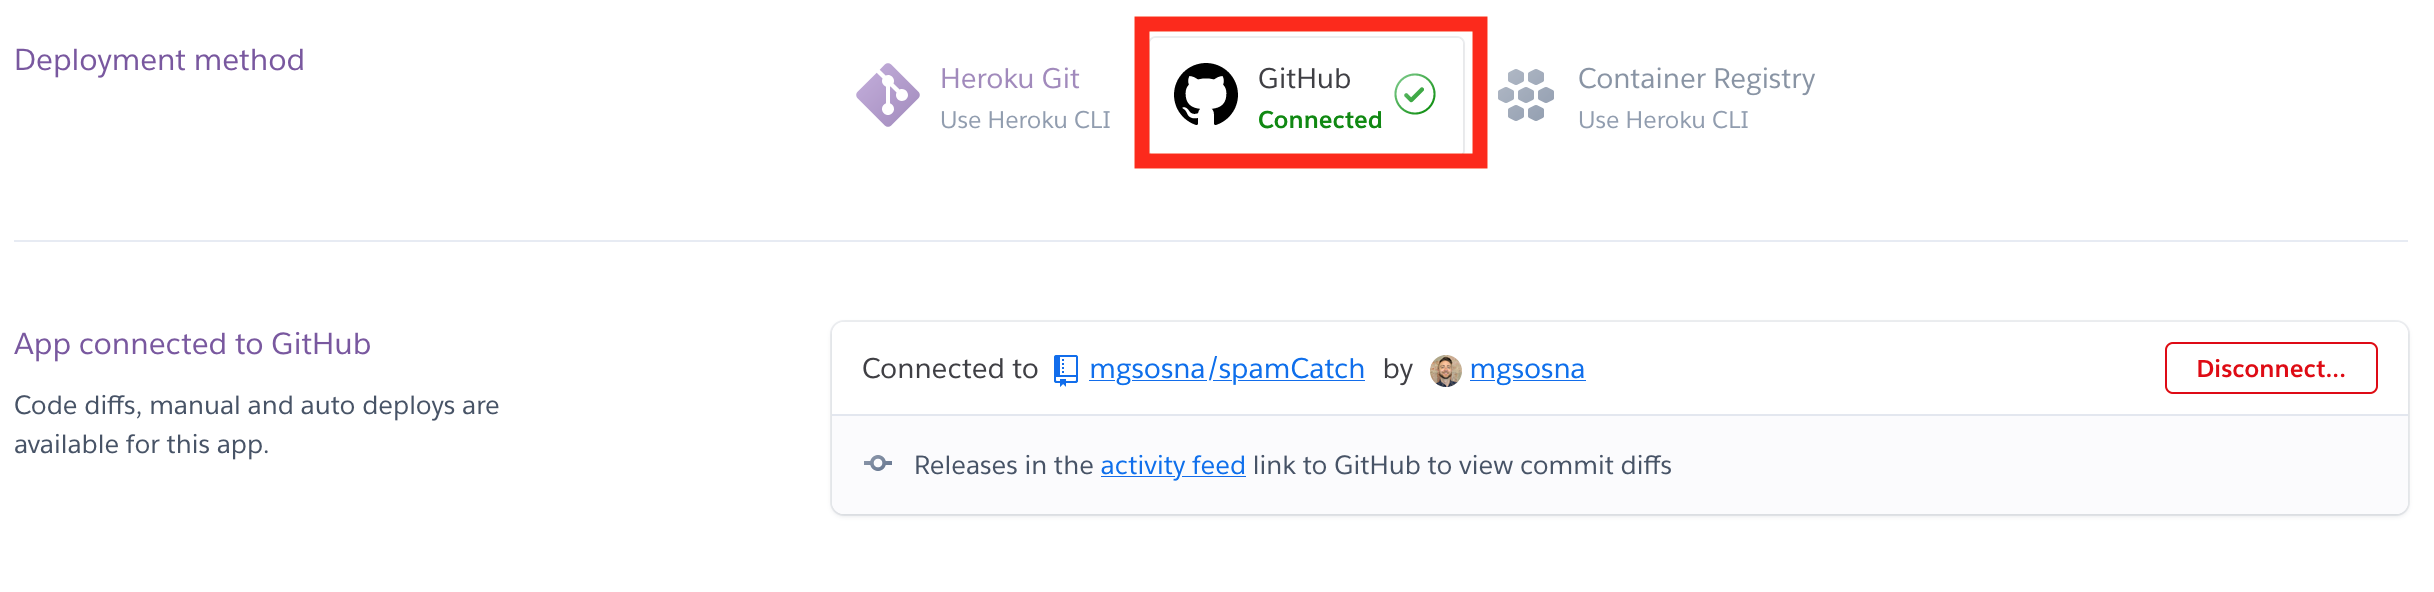 Deployment method
Heroku Git
Use Heroku CLI
GitHub
Connected
Container Registry
Use Heroku CLI
App connected to GitHub
Code diffs, manual and auto deploys are
available for this app.
Connected to mgsosna/spamCatch by mgsosna
Disconnect...
Releases in the activity feed link to GitHub to view commit diffs